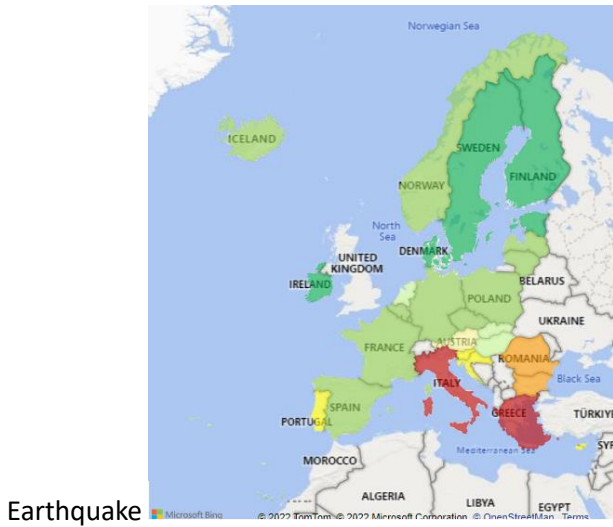 Norwegian Sea
ICELAND
SWEDEN
FINLAND
NORWAY
North
Sea
DENMARK
UNITED
KINGDOM
IRELAND
BELARUS
POLAND
UKRAINE
AUSTRIA
FRANCE
ROMANIA
ITALY
Black Sea
SPAIN
GREECE
TÜRKIY
PORTUGAL
Mediterranean Sea
SYR
MOROCCO
ALGERIA
LIBYA
EGYPT
Earthquake
Microsoft Bing
© 2022 TomTom, © 2022 Microsoft Corporation, © OpenStreetMap Terms